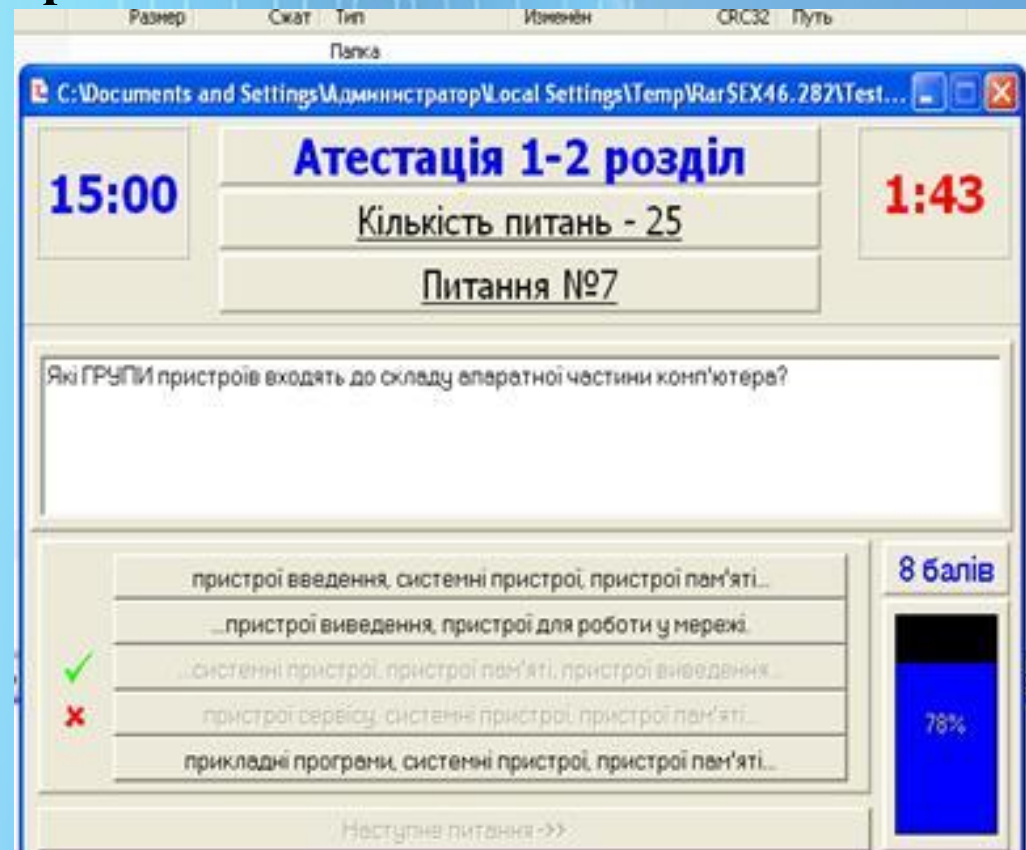 Размер Сжат Тип Изменён CRC32 Путь
Папка
C:\Documents and Settings\Администратор\Local Settings\Temp\Rar$EX46.282\Test...
15:00
Атестація 1-2 розділ
1:43
Кількість питань - 25
Питання №7
Які ГРУПИ пристроїв входять до складу апаратної частини комп'ютера?
пристрої введення, системні пристрої, пристрої пам'яті...
8 балів
...пристрої виведення, пристрої для роботи у мережі.
...системні пристрої, пристрої пам'яті, пристрої виведення...
пристрої сервісу, системні пристрої, пристрої пам'яті...
78%
прикладні програми, системні пристрої, пристрої пам'яті...
Наступне питання ->>